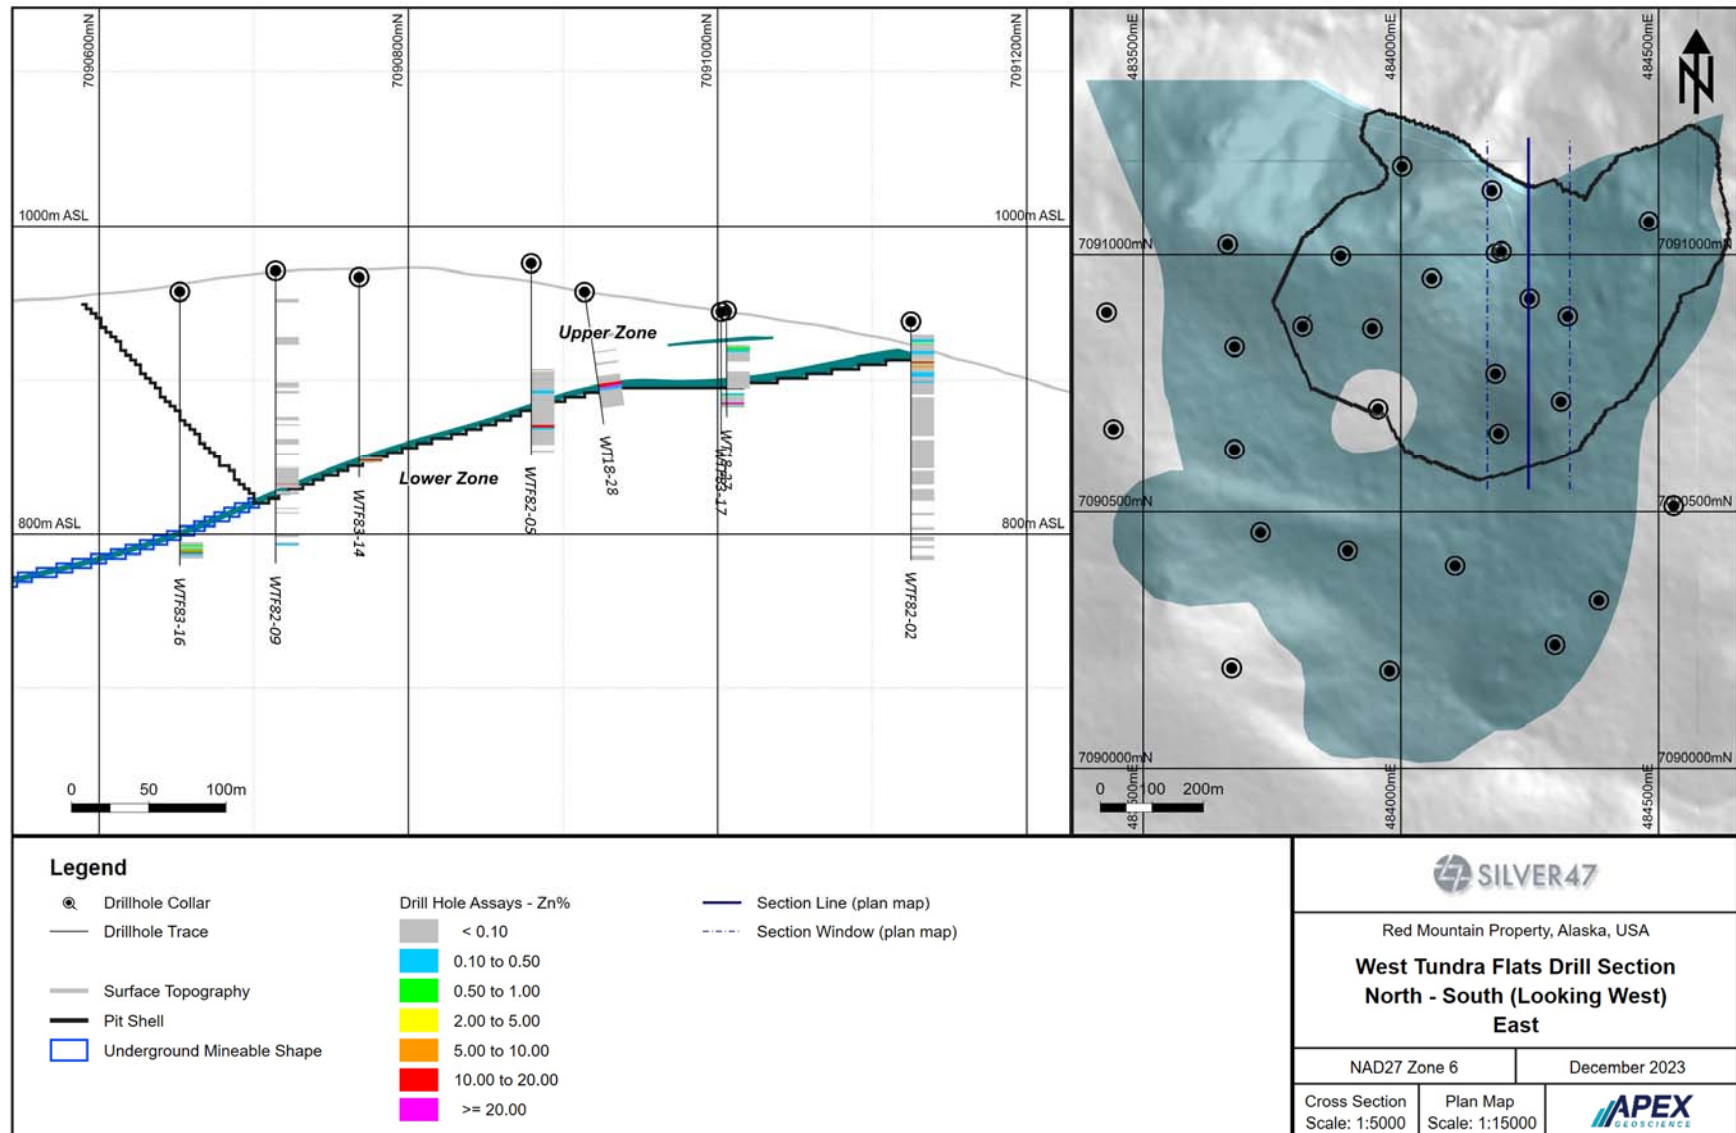 7090600mN
7090800mN
7091000mN
7091200mN
1000m ASL
1000m ASL
Upper Zone
Lower Zone
800m ASL
800m ASL
WTF83-16
WTF82-09
WTF83-14
WTF82-05
WT18-28
WTF83-17
WTF82-02
0 50 100m
483500mE
484000mE
484500mE
N
7091000mN
7091000mN
7090500mN
7090500mN
7090000mN
7090000mN
484000mE
484500mE
0 100 200m
Legend
Drillhole Collar
Drillhole Trace
Surface Topography
Pit Shell
Underground Mineable Shape
Drill Hole Assays - Zn%
< 0.10
0.10 to 0.50
0.50 to 1.00
2.00 to 5.00
5.00 to 10.00
10.00 to 20.00
>= 20.00
Section Line (plan map)
Section Window (plan map)
SILVER47
Red Mountain Property, Alaska, USA
West Tundra Flats Drill Section
North - South (Looking West)
East
NAD27 Zone 6
December 2023
Cross Section
Scale: 1:5000
Plan Map
Scale: 1:15000
APEX
GEOSCIENCE